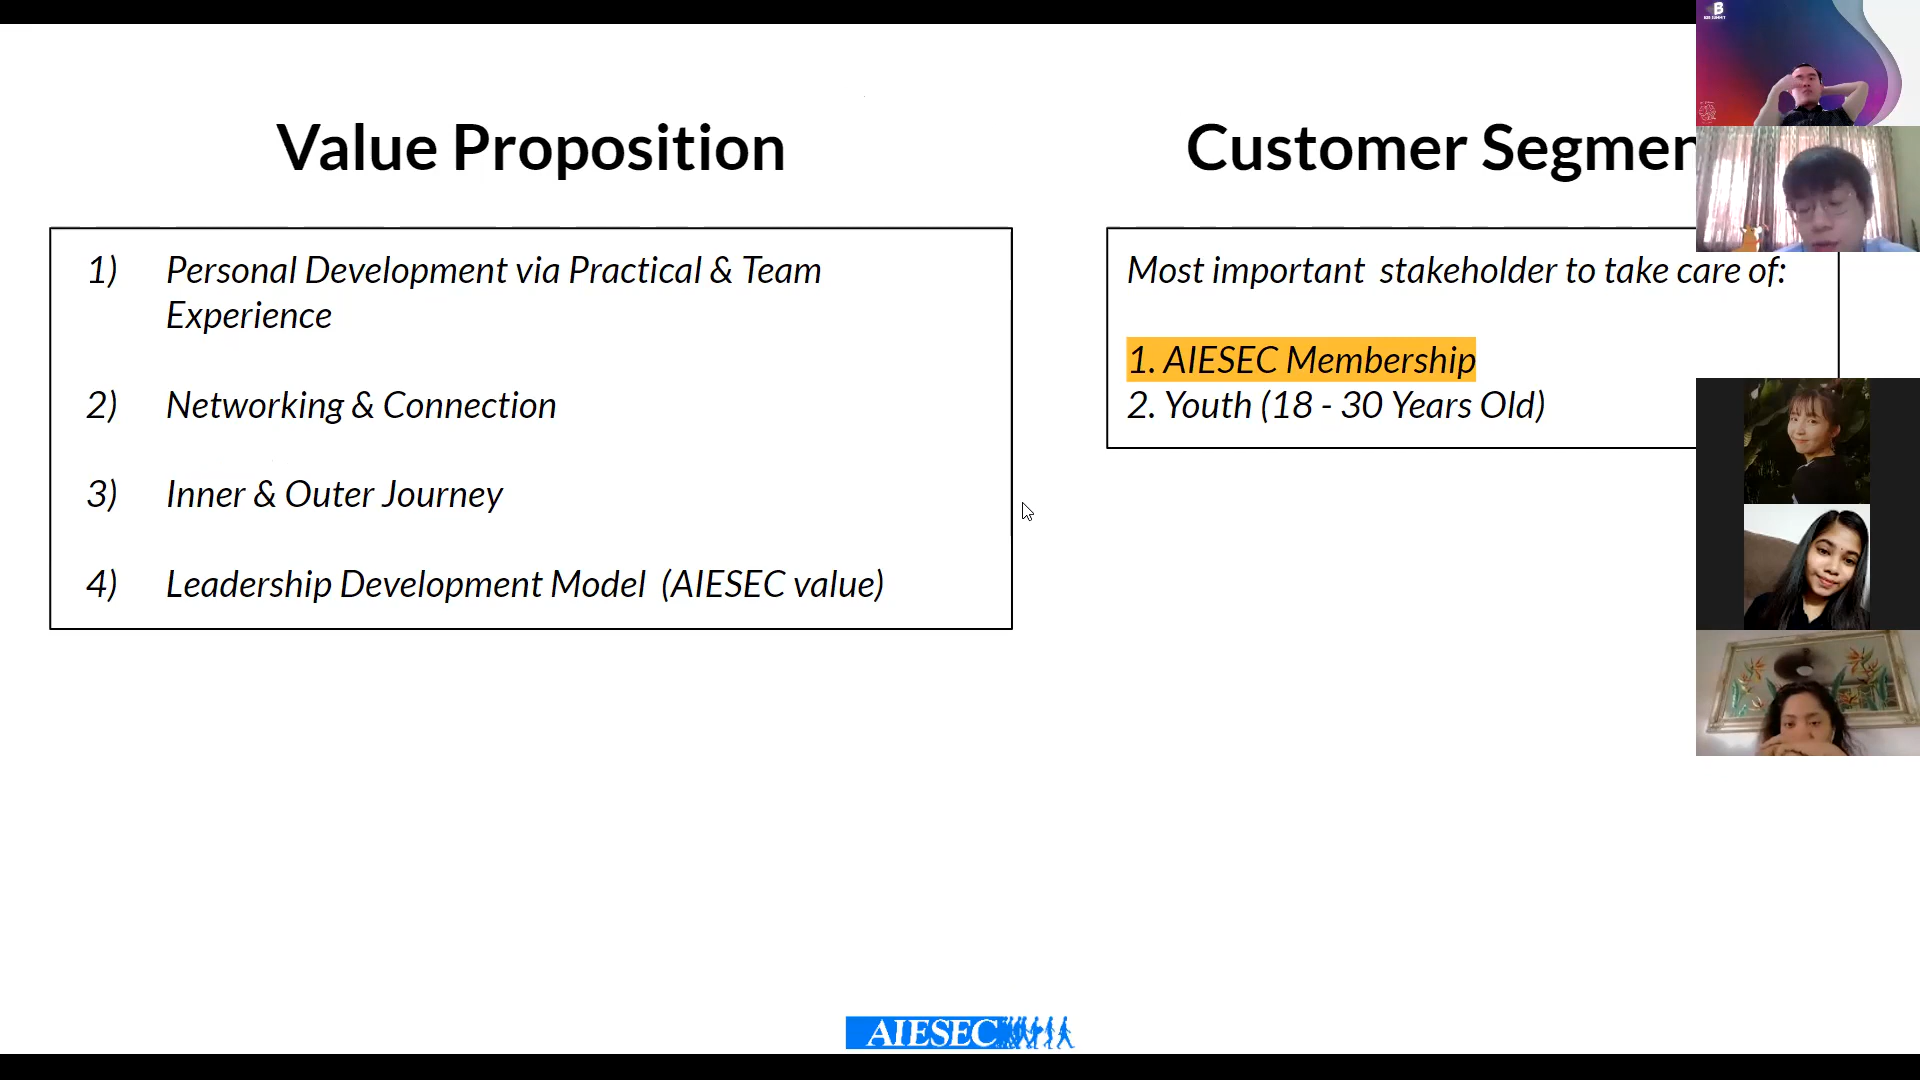 Value Proposition
1) Personal Development via Practical & Team
Experience
2) Networking & Connection
3) Inner & Outer Journey
4) Leadership Development Model (AIESEC value)
Customer Segmen
Most important stakeholder to take care of:
1. AIESEC Membership
2. Youth (18 - 30 Years Old)
B
AIESEC